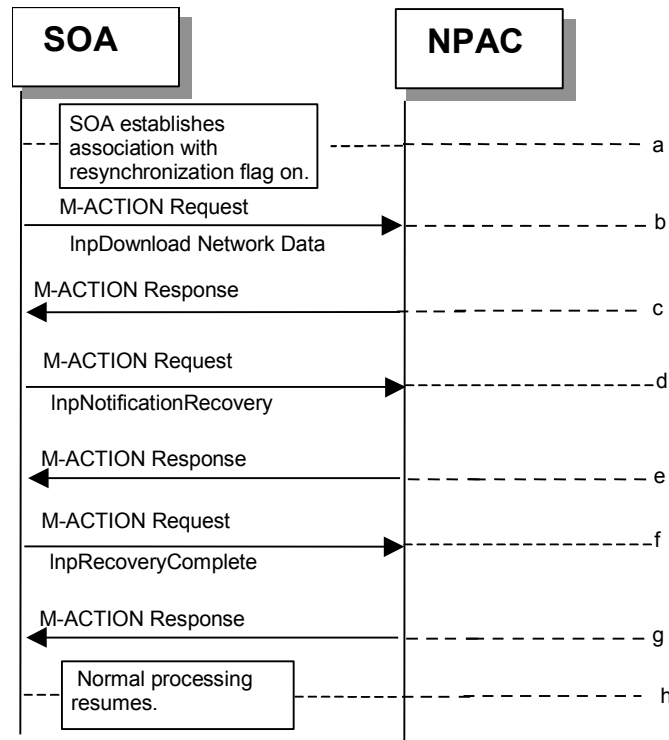 SOA
NPAC
SOA establishes
association with
resynchronization flag on.
a
M-ACTION Request
b
lnpDownload Network Data
M-ACTION Response
c
M-ACTION Request
d
lnpNotificationRecovery
M-ACTION Response
e
M-ACTION Request
f
lnpRecoveryComplete
M-ACTION Response
g
Normal processing
resumes.
h